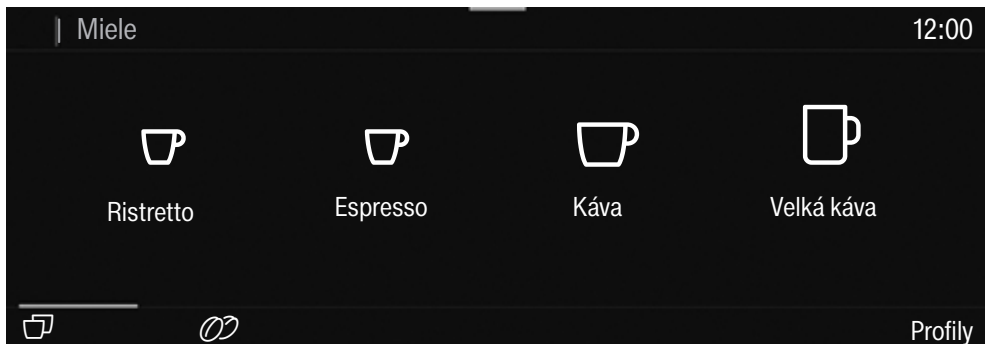 Miele
12:00
Ristretto
Espresso
Káva
Velká káva
Profily